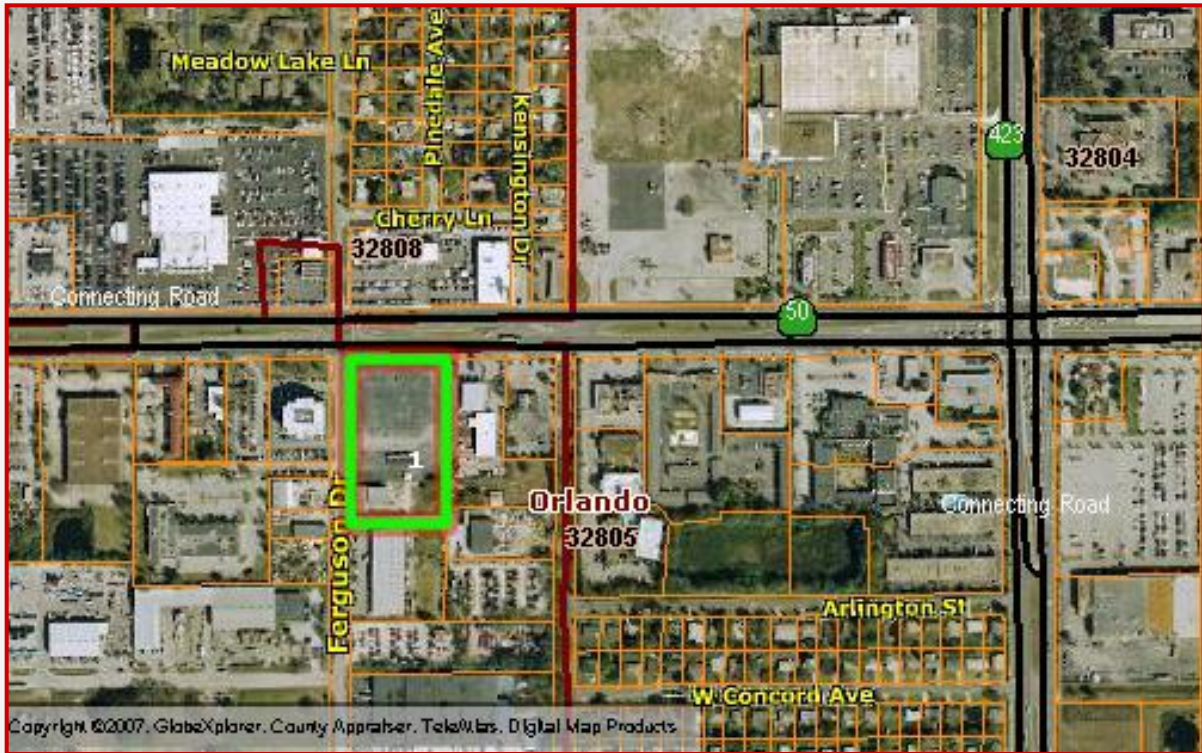 Meadow Lake Ln
Pinedale Ave
Kensington Dr
423
32804
Cherry Ln
32808
Connecting Road
50
1
Orlando
32805
Connecting Road
Ferguson Dr
Arlington St
W Concord Ave
Copyright ©2007, GlobeXplorer, County Appraiser, TeleAtlas, Digital Map Products